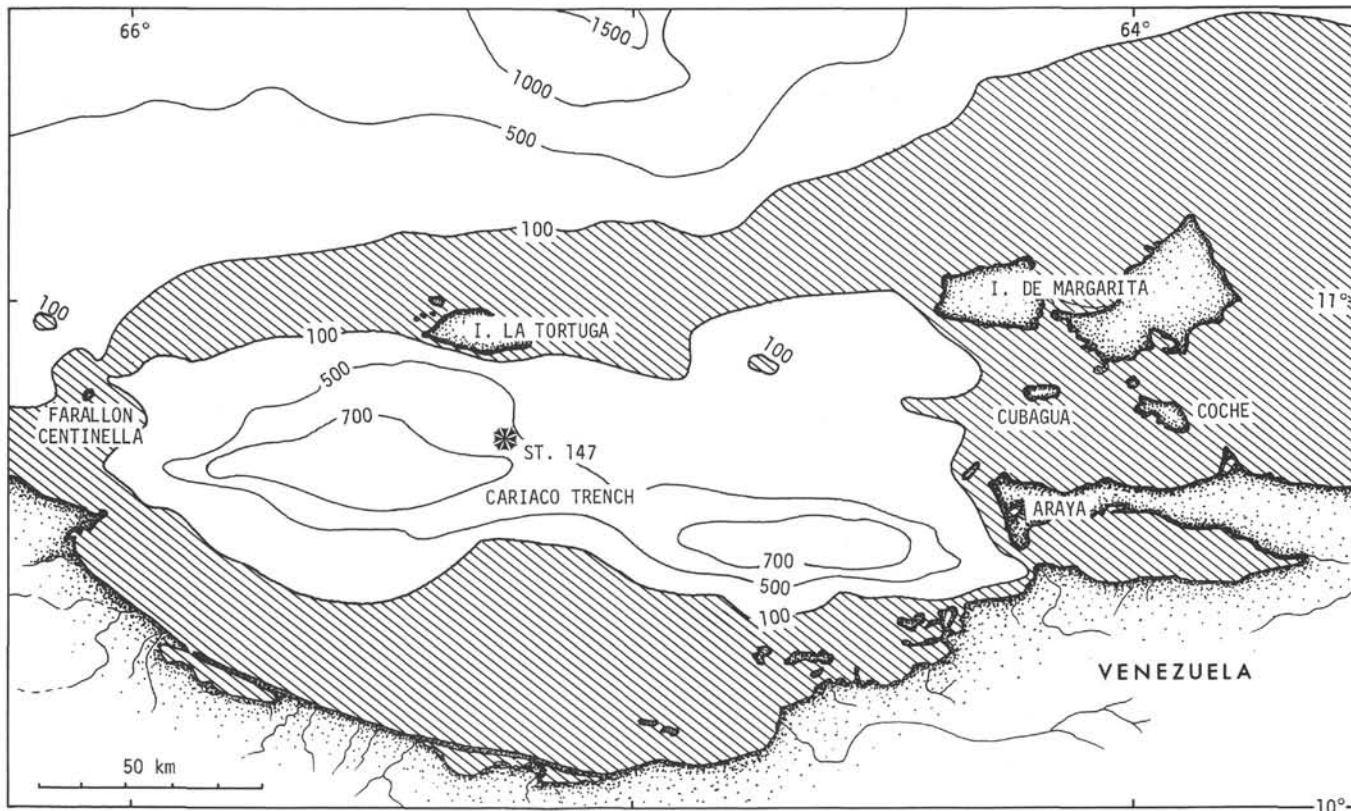 66°
64°
1500
1000
500
100
100
I. DE MARGARITA
11°
I. LA TORTUGA
100
100
500
CUBAGUA
COCHE
FARALLON
CENTINELLA
700
ST. 147
CARIACO TRENCH
ARAYA
700
500
100
VENEZUELA
50 km
10°